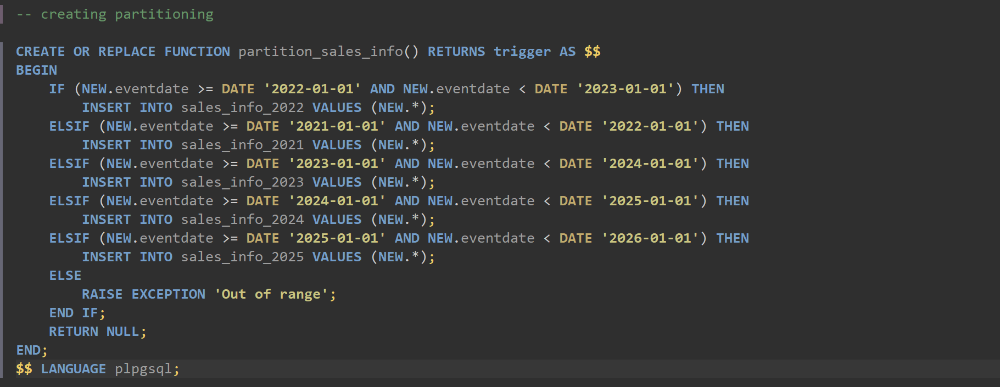 -- creating partitioning
CREATE OR REPLACE FUNCTION partition_sales_info() RETURNS trigger AS $$
BEGIN
    IF (NEW.eventdate >= DATE '2022-01-01' AND NEW.eventdate < DATE '2023-01-01') THEN
        INSERT INTO sales_info_2022 VALUES (NEW.*);
    ELSIF (NEW.eventdate >= DATE '2021-01-01' AND NEW.eventdate < DATE '2022-01-01') THEN
        INSERT INTO sales_info_2021 VALUES (NEW.*);
    ELSIF (NEW.eventdate >= DATE '2023-01-01' AND NEW.eventdate < DATE '2024-01-01') THEN
        INSERT INTO sales_info_2023 VALUES (NEW.*);
    ELSIF (NEW.eventdate >= DATE '2024-01-01' AND NEW.eventdate < DATE '2025-01-01') THEN
        INSERT INTO sales_info_2024 VALUES (NEW.*);
    ELSIF (NEW.eventdate >= DATE '2025-01-01' AND NEW.eventdate < DATE '2026-01-01') THEN
        INSERT INTO sales_info_2025 VALUES (NEW.*);
    ELSE
        RAISE EXCEPTION 'Out of range';
    END IF;
    RETURN NULL;
END;
$$ LANGUAGE plpgsql;